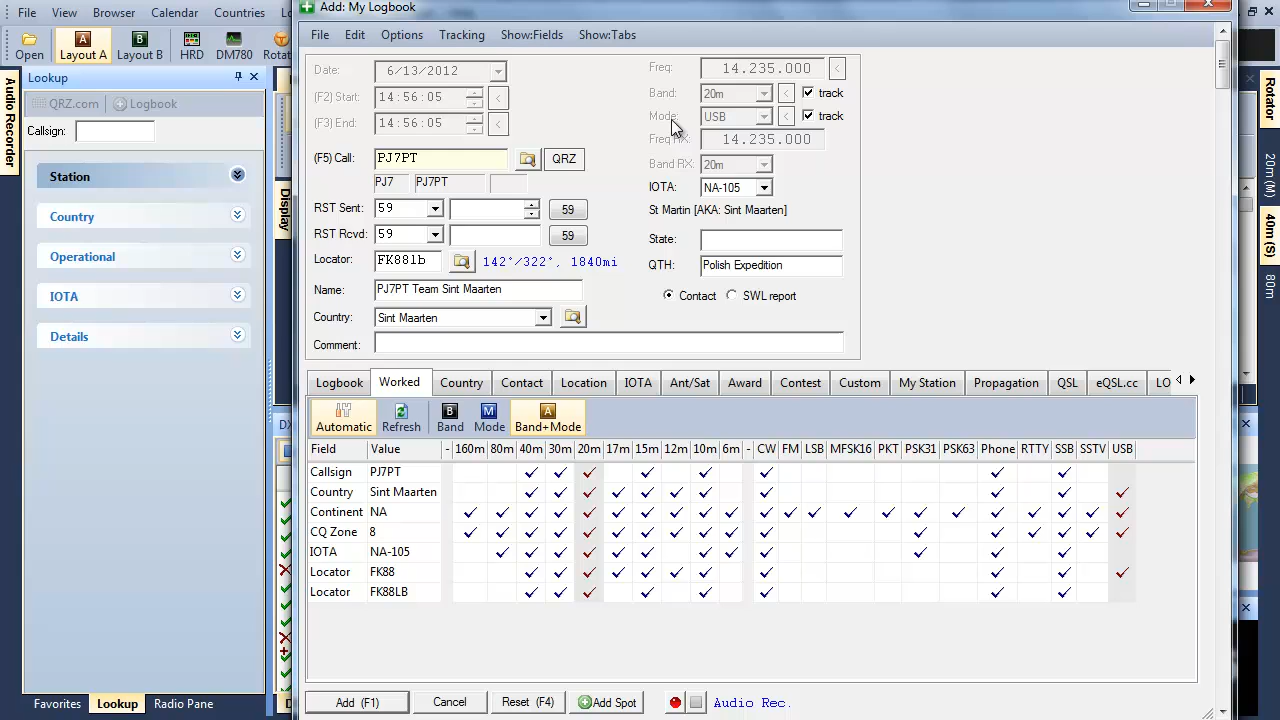 File View Browser Calendar Countries
Add: My Logbook
Open Layout A Layout B HRD DM780
File Edit Options Tracking Show:Fields Show:Tabs
Lookup
QRZ.com Logbook
Callsign:
Station
Country
Operational
IOTA
Details
Favorites Lookup Radio Pane
Audio Recorder
Display
Date: 6/13/2012
(F2) Start: 14:56:05
(F3) End: 14:56:05
(F5) Call: PJ7PT QRZ
PJ7 PJ7PT
RST Sent: 59 59
RST Rcvd: 59 59
Locator: FK88lb 142°/322°, 1840mi
Name: PJ7PT Team Sint Maarten
Country: Sint Maarten
Comment:
Freq: 14.235.000
Band: 20m track
Mode: USB track
Freq RX: 14.235.000
Band RX: 20m
IOTA: NA-105
St Martin [AKA: Sint Maarten]
State:
QTH: Polish Expedition
Contact SWL report
Logbook Worked Country Contact Location IOTA Ant/Sat Award Contest Custom My Station Propagation QSL eQSL.cc LO
Automatic Refresh Band Mode Band+Mode
Field Value - 160m 80m 40m 30m 20m 17m 15m 12m 10m 6m - CW FM LSB MFSK16 PKT PSK31 PSK63 Phone RTTY SSB SSTV USB
Callsign PJ7PT
Country Sint Maarten
Continent NA
CQ Zone 8
IOTA NA-105
Locator FK88
Locator FK88LB
Add (F1) Cancel Reset (F4) Add Spot Audio Rec.
Rotator
20m (M)
40m (S)
80m